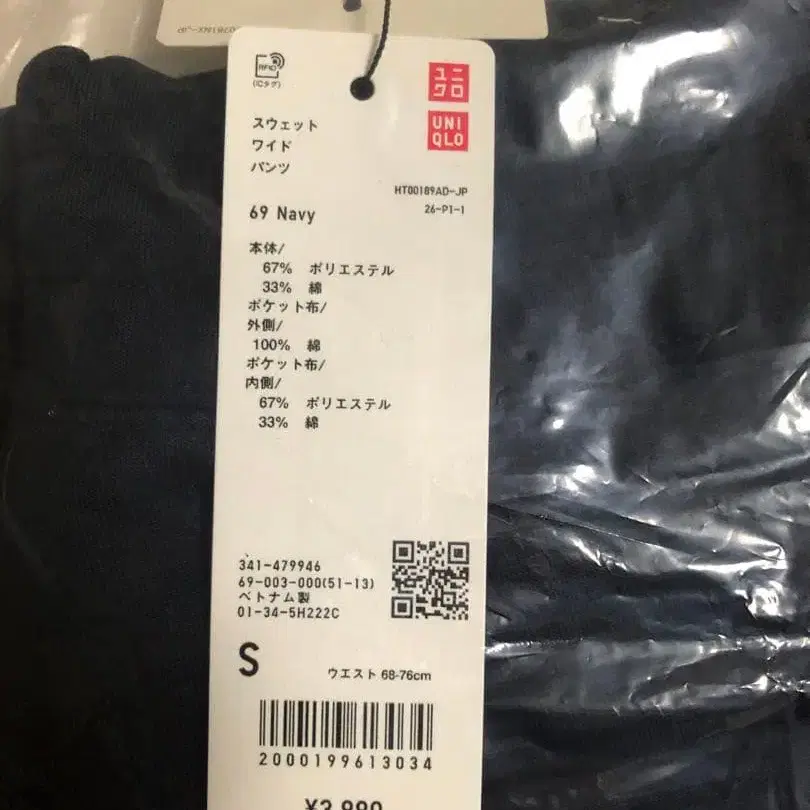 RFID
(ICタグ)
ユニ
クロ
UNI
QLO
スウェット
ワイド
パンツ
HT00189AD-JP
26-P1-1
69 Navy
本体/
67% ポリエステル
33% 綿
ポケット布/
外側/
100% 綿
ポケット布/
内側/
67% ポリエステル
33% 綿
341-479946
69-003-000(51-13)
ベトナム製
01-34-5H222C
S
ウエスト 68-76cm
2000199613034
¥3,990